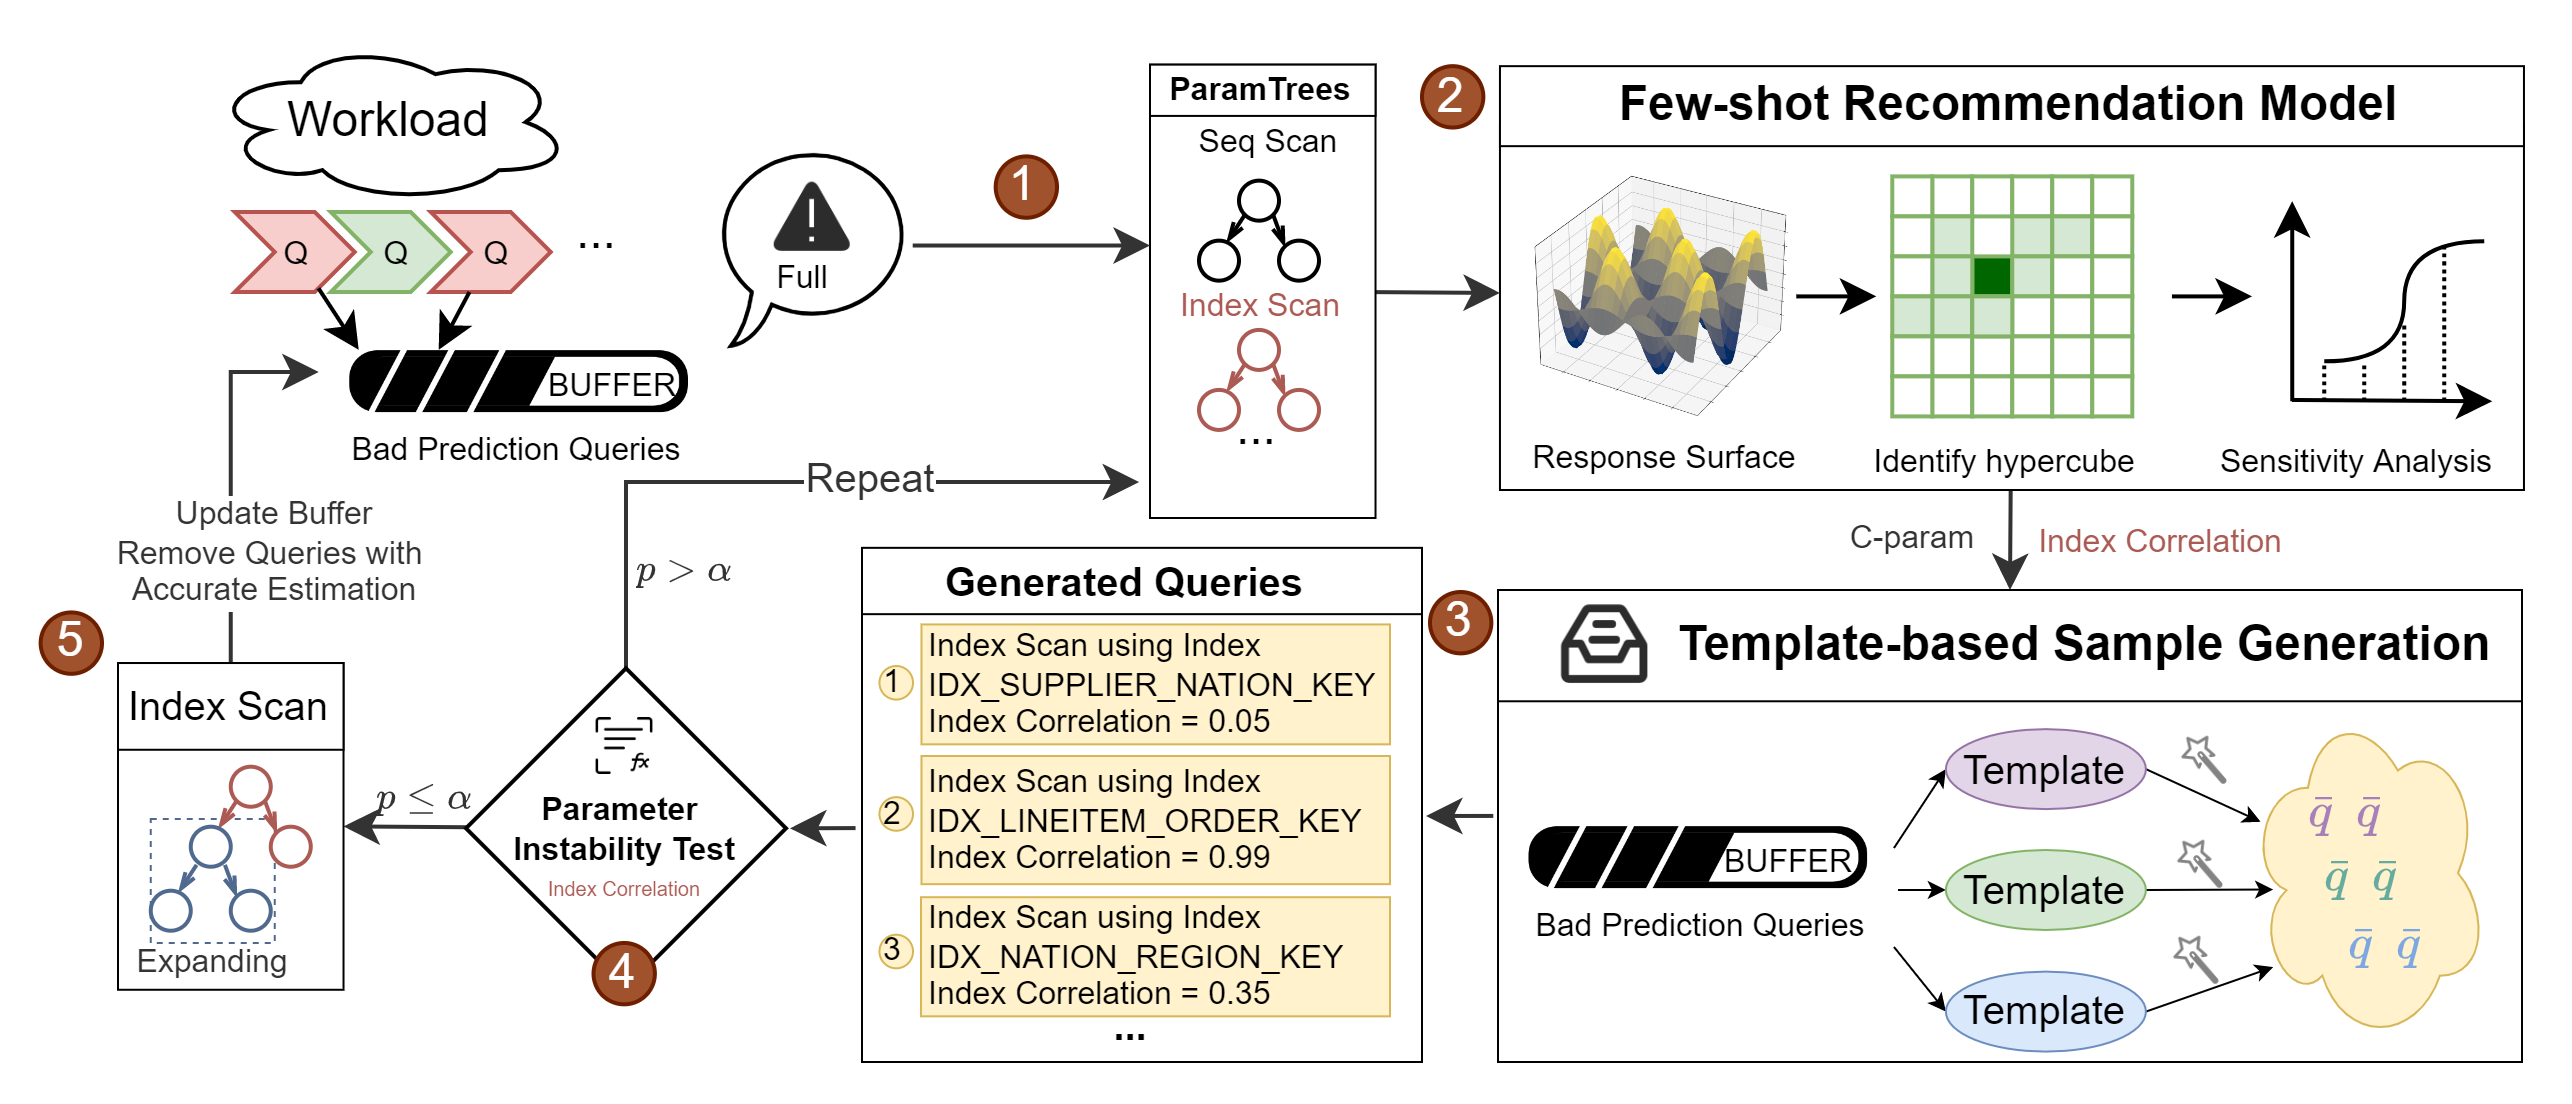 Workload
Q
Q
Q
...
BUFFER
Bad Prediction Queries
Full
1
ParamTrees
Seq Scan
Index Scan
...
2
Few-shot Recommendation Model
Response Surface
Identify hypercube
Sensitivity Analysis
C-param
Index Correlation
3
Template-based Sample Generation
BUFFER
Bad Prediction Queries
Template
Template
Template
q̄ q̄
q̄ q̄
q̄ q̄
Generated Queries
1
Index Scan using Index
IDX_SUPPLIER_NATION_KEY
Index Correlation = 0.05
2
Index Scan using Index
IDX_LINEITEM_ORDER_KEY
Index Correlation = 0.99
3
Index Scan using Index
IDX_NATION_REGION_KEY
Index Correlation = 0.35
...
fx
Parameter
Instability Test
Index Correlation
4
p > α
Repeat
p ≤ α
5
Index Scan
Expanding
Update Buffer
Remove Queries with
Accurate Estimation